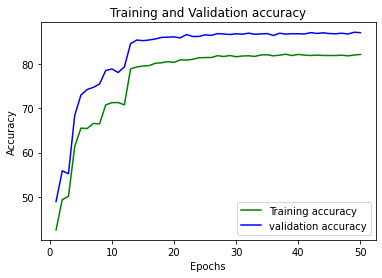 Training and Validation accuracy
Accuracy
80
70
60
50
Training accuracy
validation accuracy
0
10
20
30
40
50
Epochs